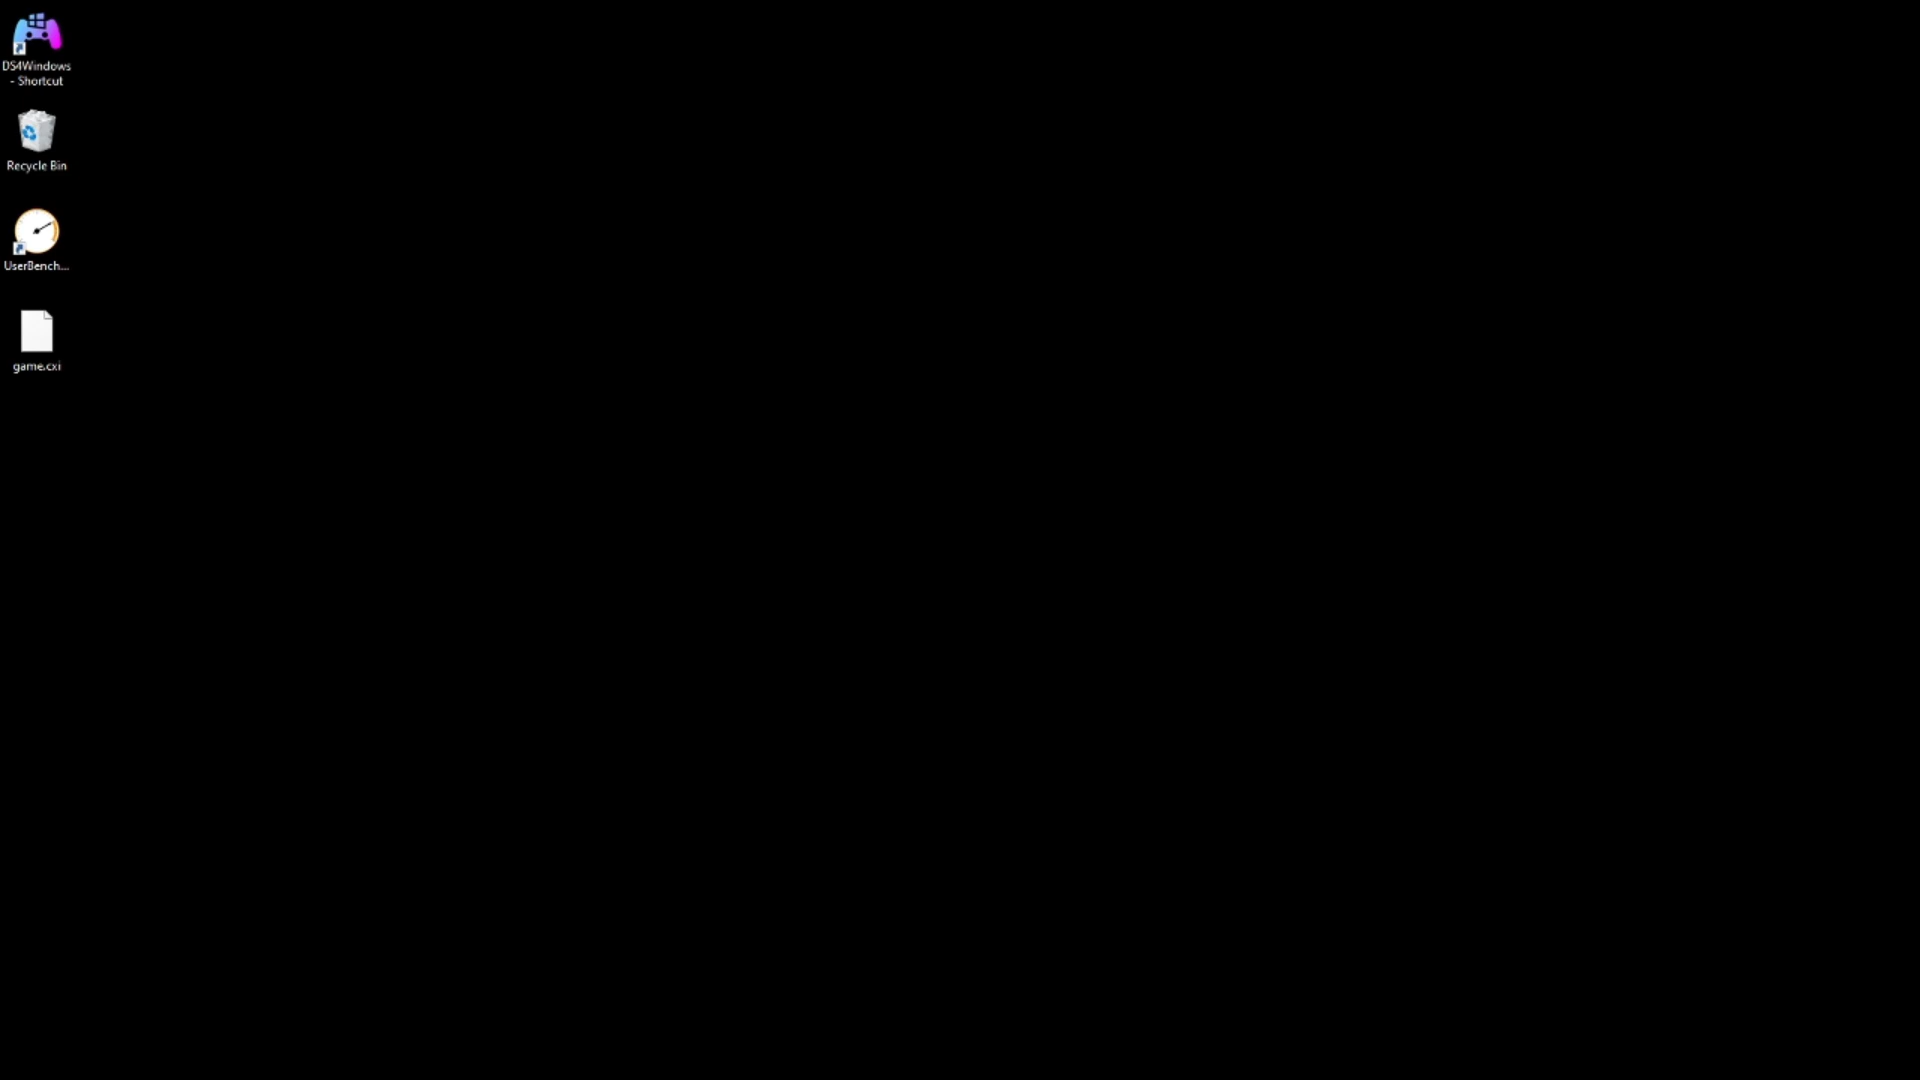 DS4Windows
- Shortcut
Recycle Bin
UserBench...
game.cxi